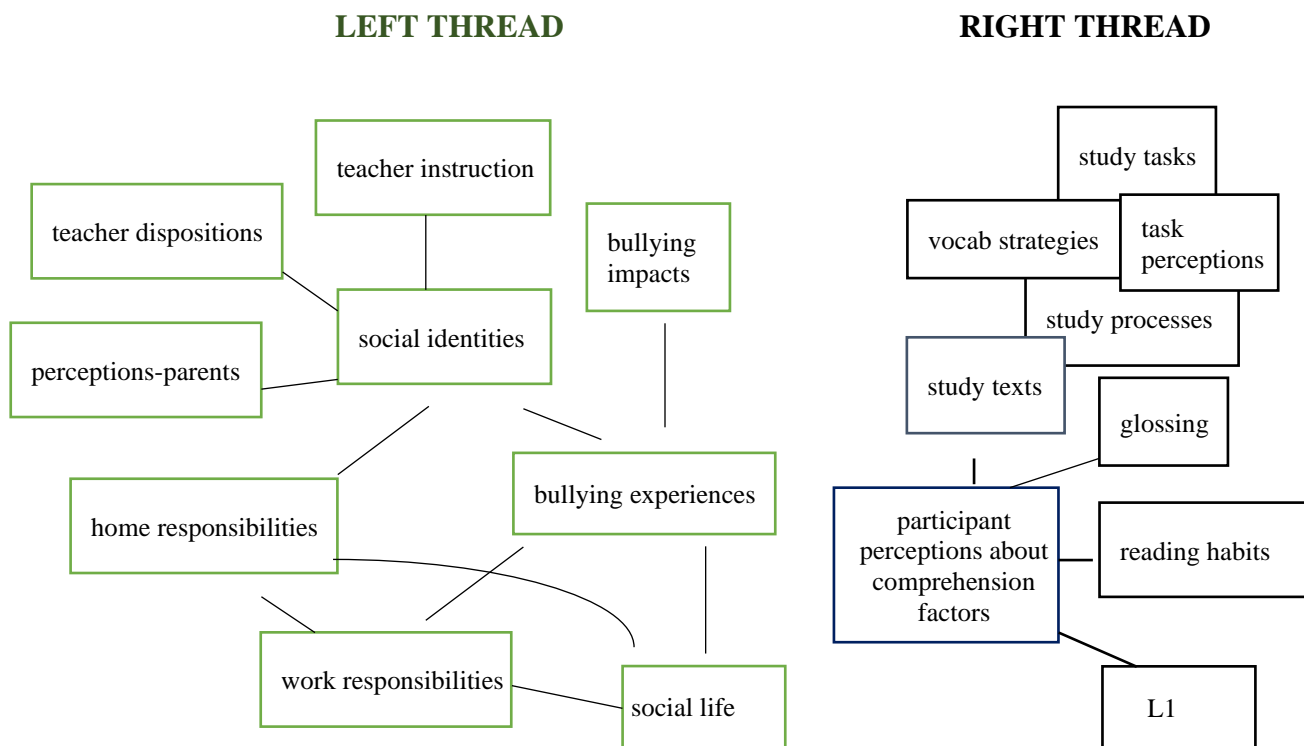 LEFT THREAD
teacher instruction
teacher dispositions
bullying
impacts
social identities
perceptions-parents
bullying experiences
home responsibilities
work responsibilities
social life
RIGHT THREAD
study tasks
vocab strategies
task
perceptions
study processes
study texts
glossing
participant
perceptions about
comprehension
factors
reading habits
L1